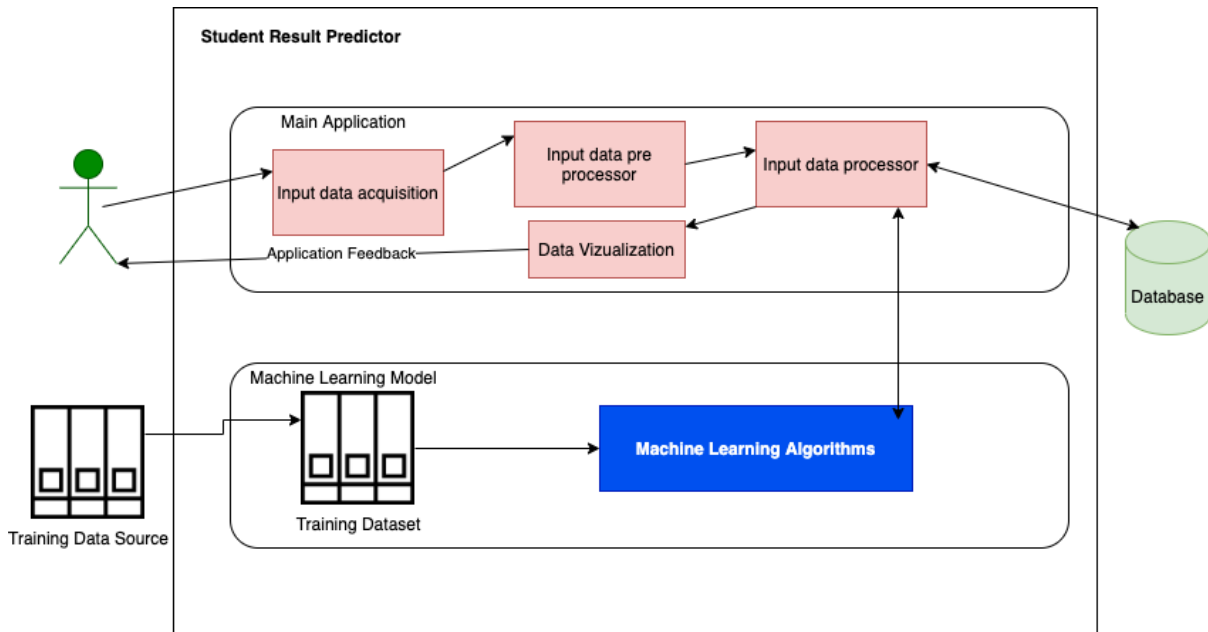 Student Result Predictor
Main Application
Input data acquisition
Input data pre
processor
Input data processor
Application Feedback
Data Vizualization
Database
Machine Learning Model
Machine Learning Algorithms
Training Dataset
Training Data Source